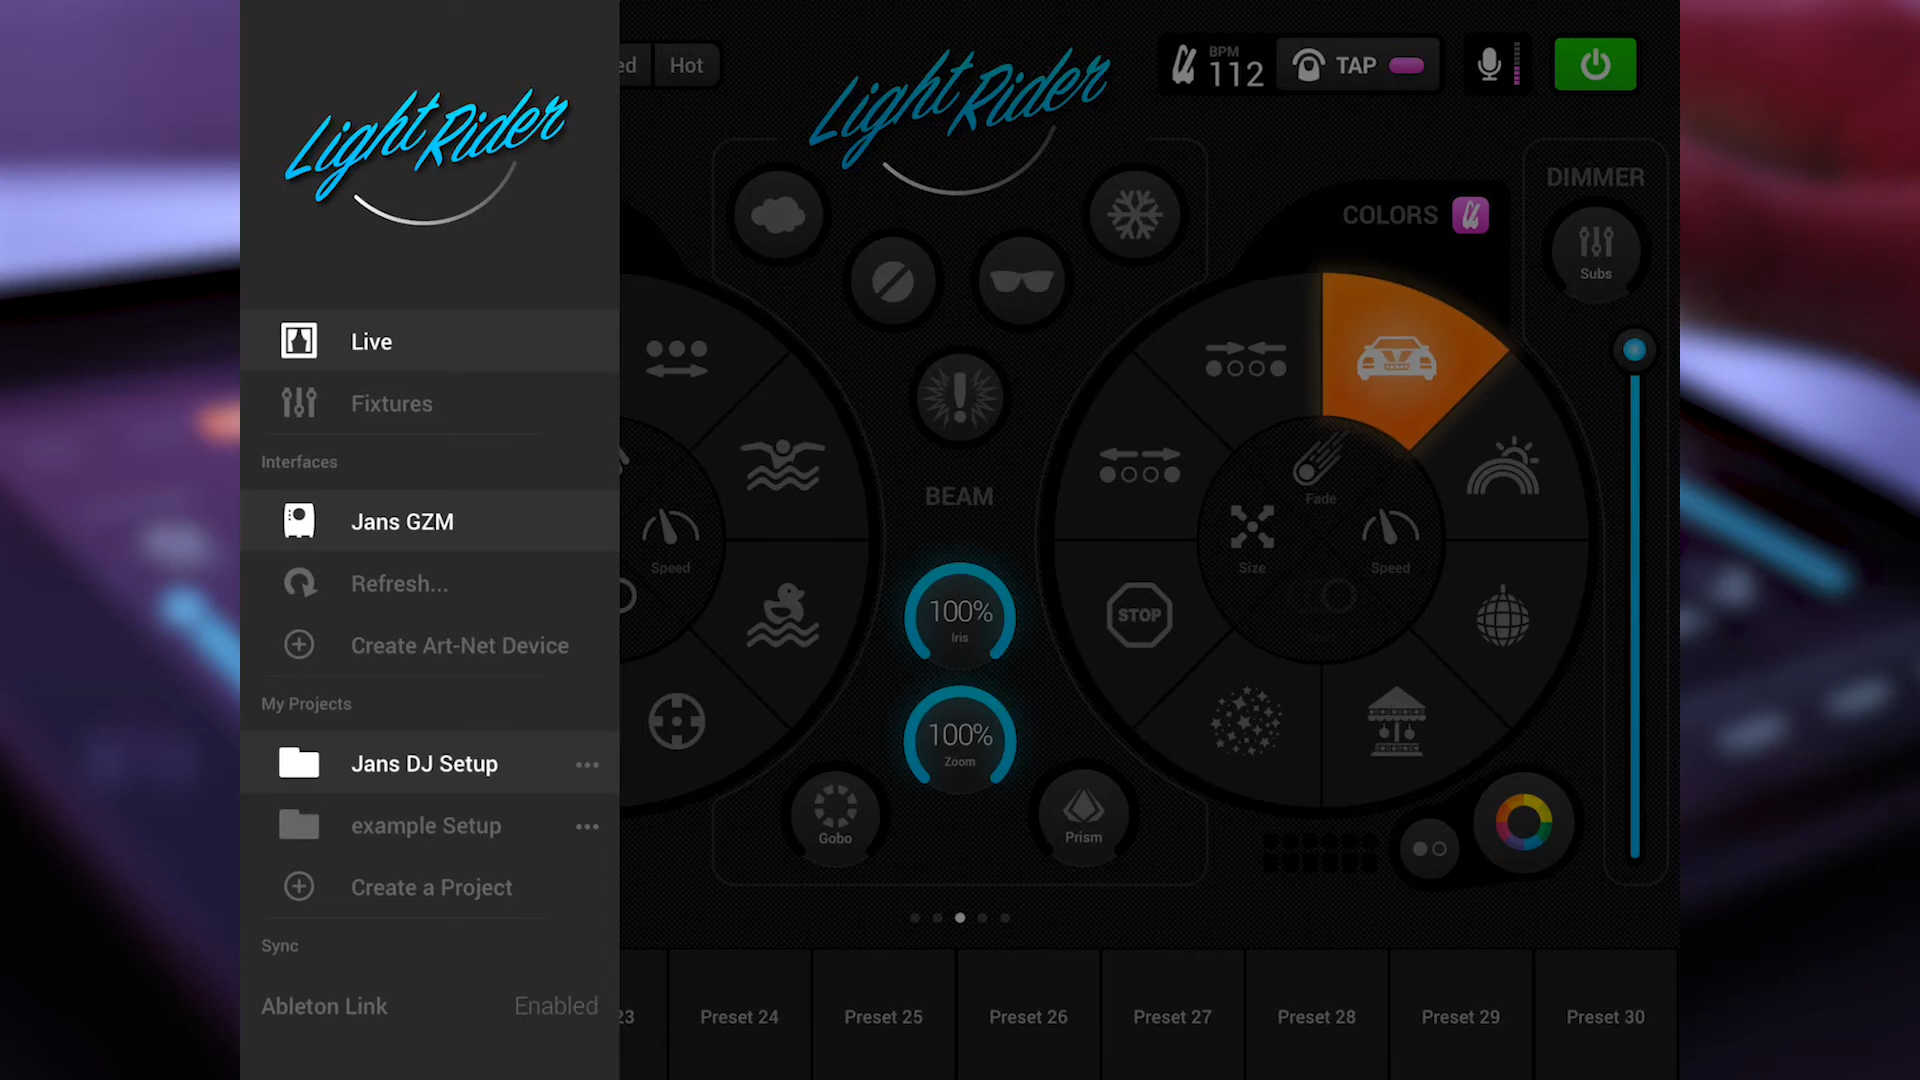 Light Rider
Live
Fixtures
Interfaces
Jans GZM
Refresh...
Create Art-Net Device
My Projects
Jans DJ Setup
example Setup
Create a Project
Sync
Ableton Link
Enabled
ed
Hot
Light Rider
BPM
112
TAP
COLORS
DIMMER
Subs
Speed
BEAM
100%
Iris
100%
Zoom
Gobo
Prism
Fade
Size
Speed
STOP
23
Preset 24
Preset 25
Preset 26
Preset 27
Preset 28
Preset 29
Preset 30